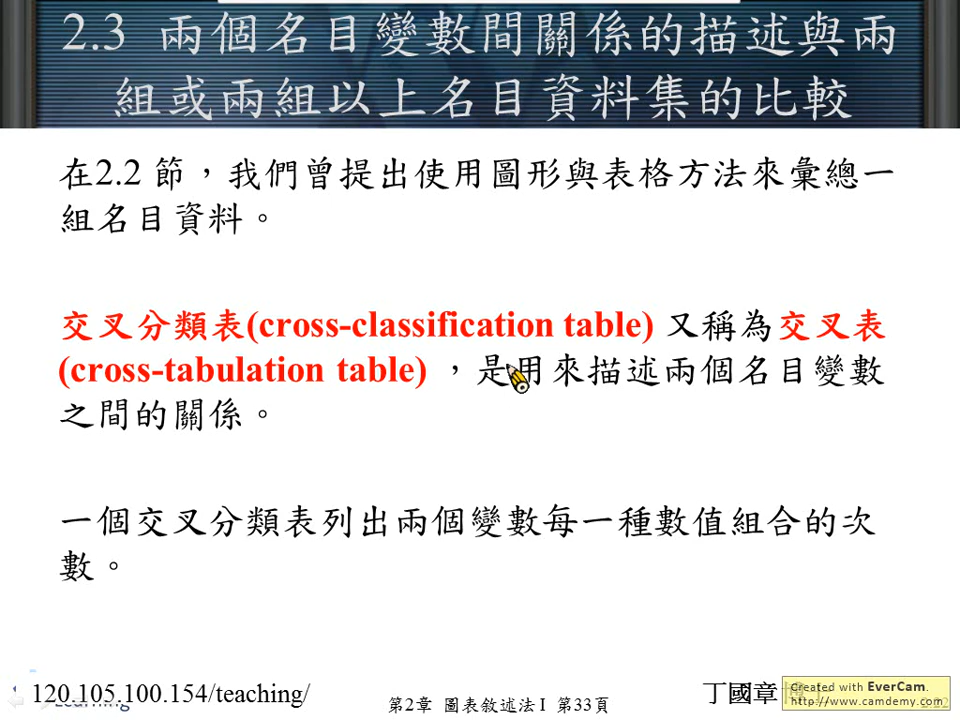 2.3 兩個名目變數間關係的描述與兩
組或兩組以上名目資料集的比較
在2.2 節，我們曾提出使用圖形與表格方法來彙總一
組名目資料。
交叉分類表(cross-classification table) 又稱為交叉表
(cross-tabulation table) ，是用來描述兩個名目變數
之間的關係。
一個交叉分類表列出兩個變數每一種數值組合的次
數。
120.105.100.154/teaching/
Learning
第2章 圖表敘述法 I 第33頁
丁國章 博士
Created with EverCam.
http://www.camdemy.com